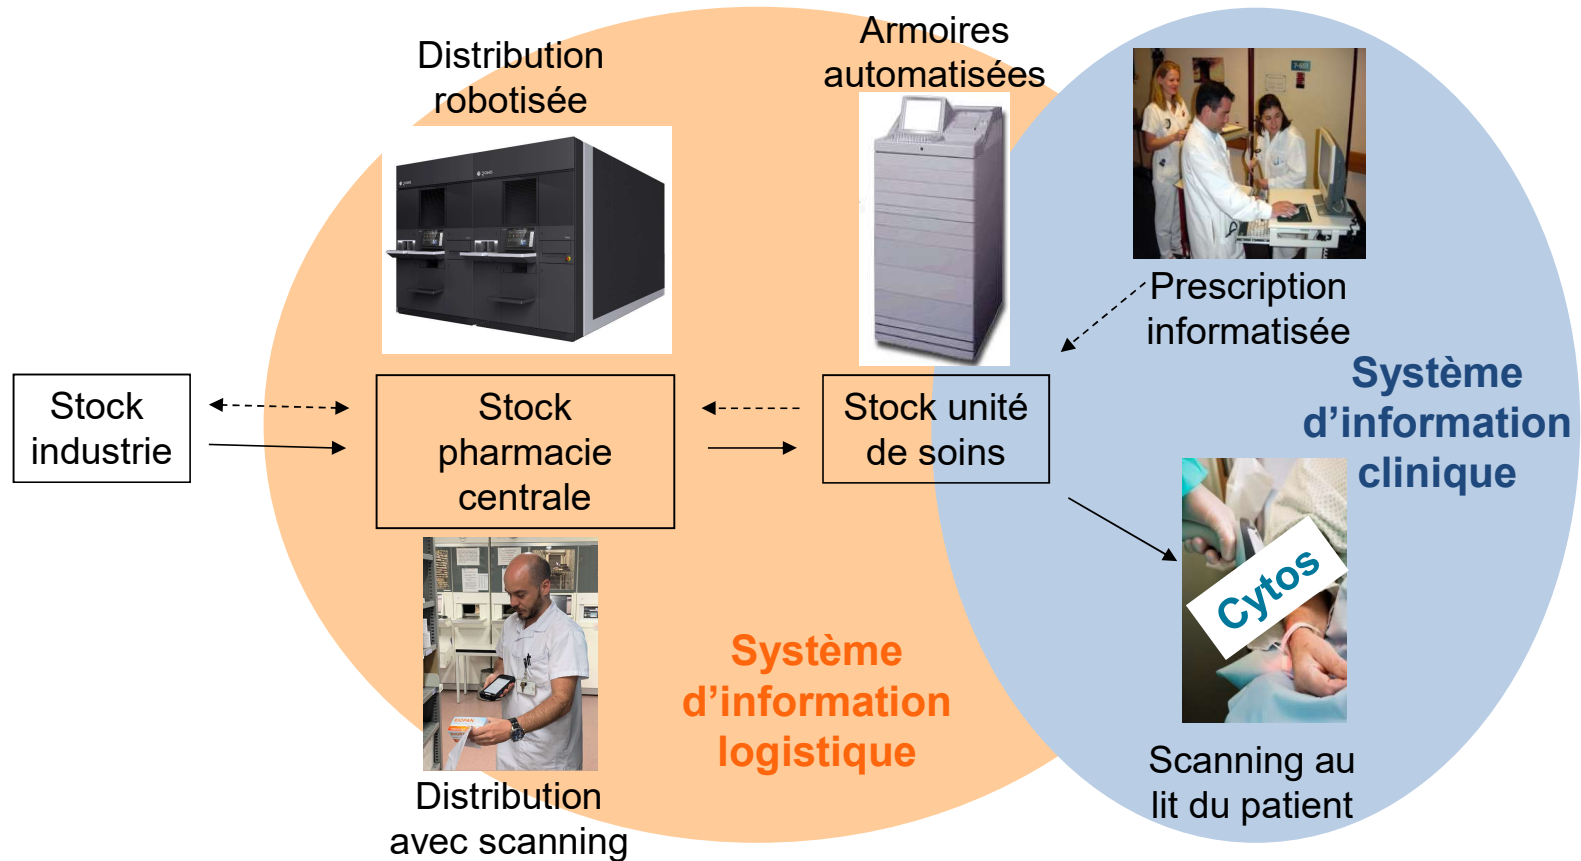 Distribution
robotisée
Armoires
automatisées
Prescription
informatisée
Stock
industrie
Stock
pharmacie
centrale
Stock unité
de soins
Système
d’information
clinique
Cytos
Système
d’information
logistique
Distribution
avec scanning
Scanning au
lit du patient